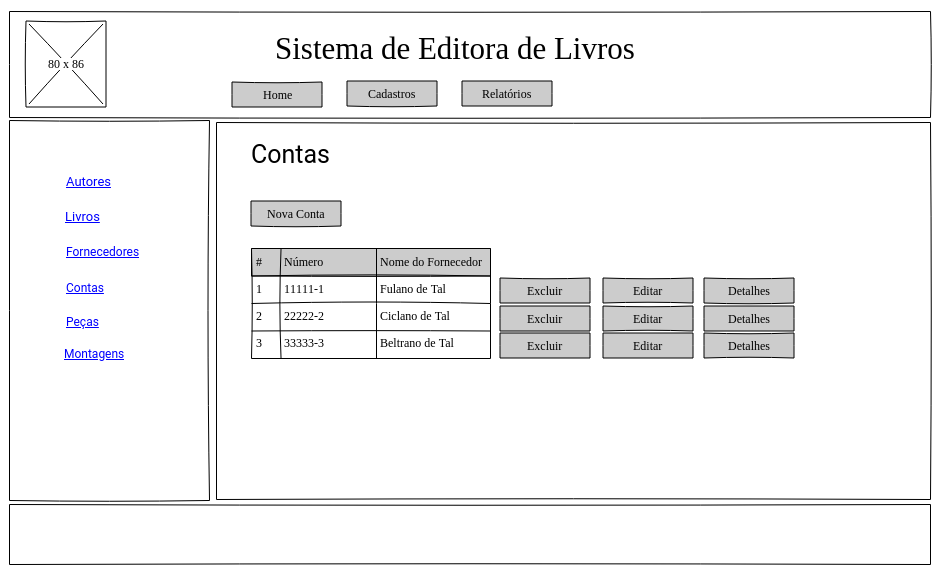 80 x 86
Sistema de Editora de Livros
Home Cadastros Relatórios
Autores
Livros
Fornecedores
Contas
Peças
Montagens
Contas
Nova Conta
# Número Nome do Fornecedor
1 11111-1 Fulano de Tal Excluir Editar Detalhes
2 22222-2 Ciclano de Tal Excluir Editar Detalhes
3 33333-3 Beltrano de Tal Excluir Editar Detalhes